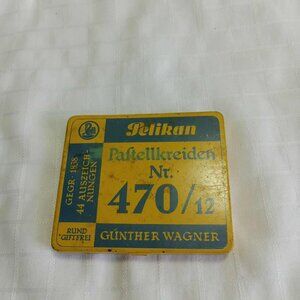 Pelikan
Pastellkreiden
Nr.
470/12
GÜNTHER WAGNER
GEGR · 1838
44 AUSZEICH-
NUNGEN
RUND
GIFTFREI